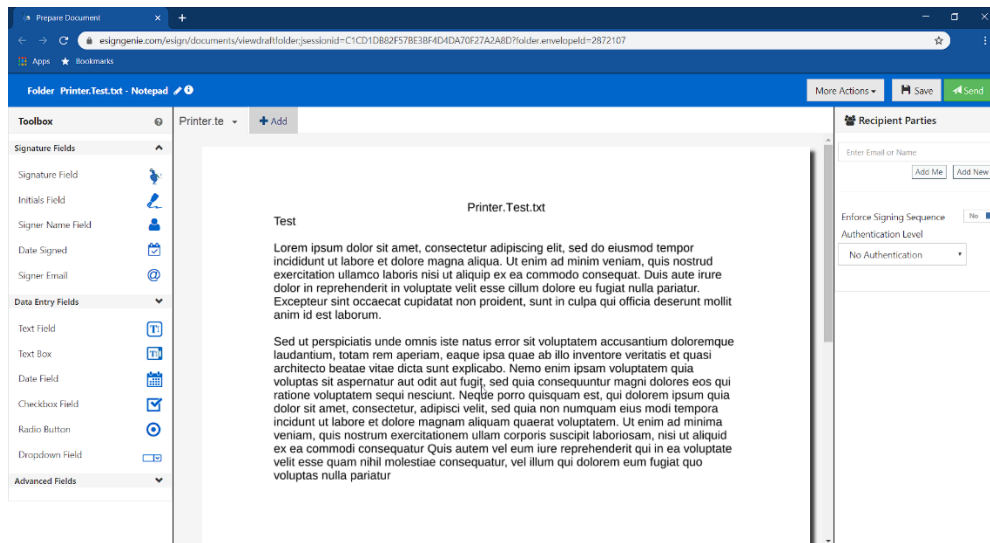 Prepare Document
esigngenie.com/esign/documents/viewdraftfolder;jsessionid=C1CD1DB82F57BE3BF4D4DA70F27A2A8D?folder.envelopeId=2872107
Apps Bookmarks
Folder Printer.Test.txt - Notepad
More Actions Save Send
Toolbox
Printer.te Add
Recipient Parties
Signature Fields
Signature Field
Initials Field
Signer Name Field
Date Signed
Signer Email
Data Entry Fields
Text Field
Text Box
Date Field
Checkbox Field
Radio Button
Dropdown Field
Advanced Fields
Printer.Test.txt
Test
Lorem ipsum dolor sit amet, consectetur adipiscing elit, sed do eiusmod tempor
incididunt ut labore et dolore magna aliqua. Ut enim ad minim veniam, quis nostrud
exercitation ullamco laboris nisi ut aliquip ex ea commodo consequat. Duis aute irure
dolor in reprehenderit in voluptate velit esse cillum dolore eu fugiat nulla pariatur.
Excepteur sint occaecat cupidatat non proident, sunt in culpa qui officia deserunt mollit
anim id est laborum.
Sed ut perspiciatis unde omnis iste natus error sit voluptatem accusantium doloremque
laudantium, totam rem aperiam, eaque ipsa quae ab illo inventore veritatis et quasi
architecto beatae vitae dicta sunt explicabo. Nemo enim ipsam voluptatem quia
voluptas sit aspernatur aut odit aut fugit, sed quia consequuntur magni dolores eos qui
ratione voluptatem sequi nesciunt. Neque porro quisquam est, qui dolorem ipsum quia
dolor sit amet, consectetur, adipisci velit, sed quia non numquam eius modi tempora
incidunt ut labore et dolore magnam aliquam quaerat voluptatem. Ut enim ad minima
veniam, quis nostrum exercitationem ullam corporis suscipit laboriosam, nisi ut aliquid
ex ea commodi consequatur Quis autem vel eum iure reprehenderit qui in ea voluptate
velit esse quam nihil molestiae consequatur, vel illum qui dolorem eum fugiat quo
voluptas nulla pariatur
Enter Email or Name
Add Me Add New
Enforce Signing Sequence No
Authentication Level
No Authentication